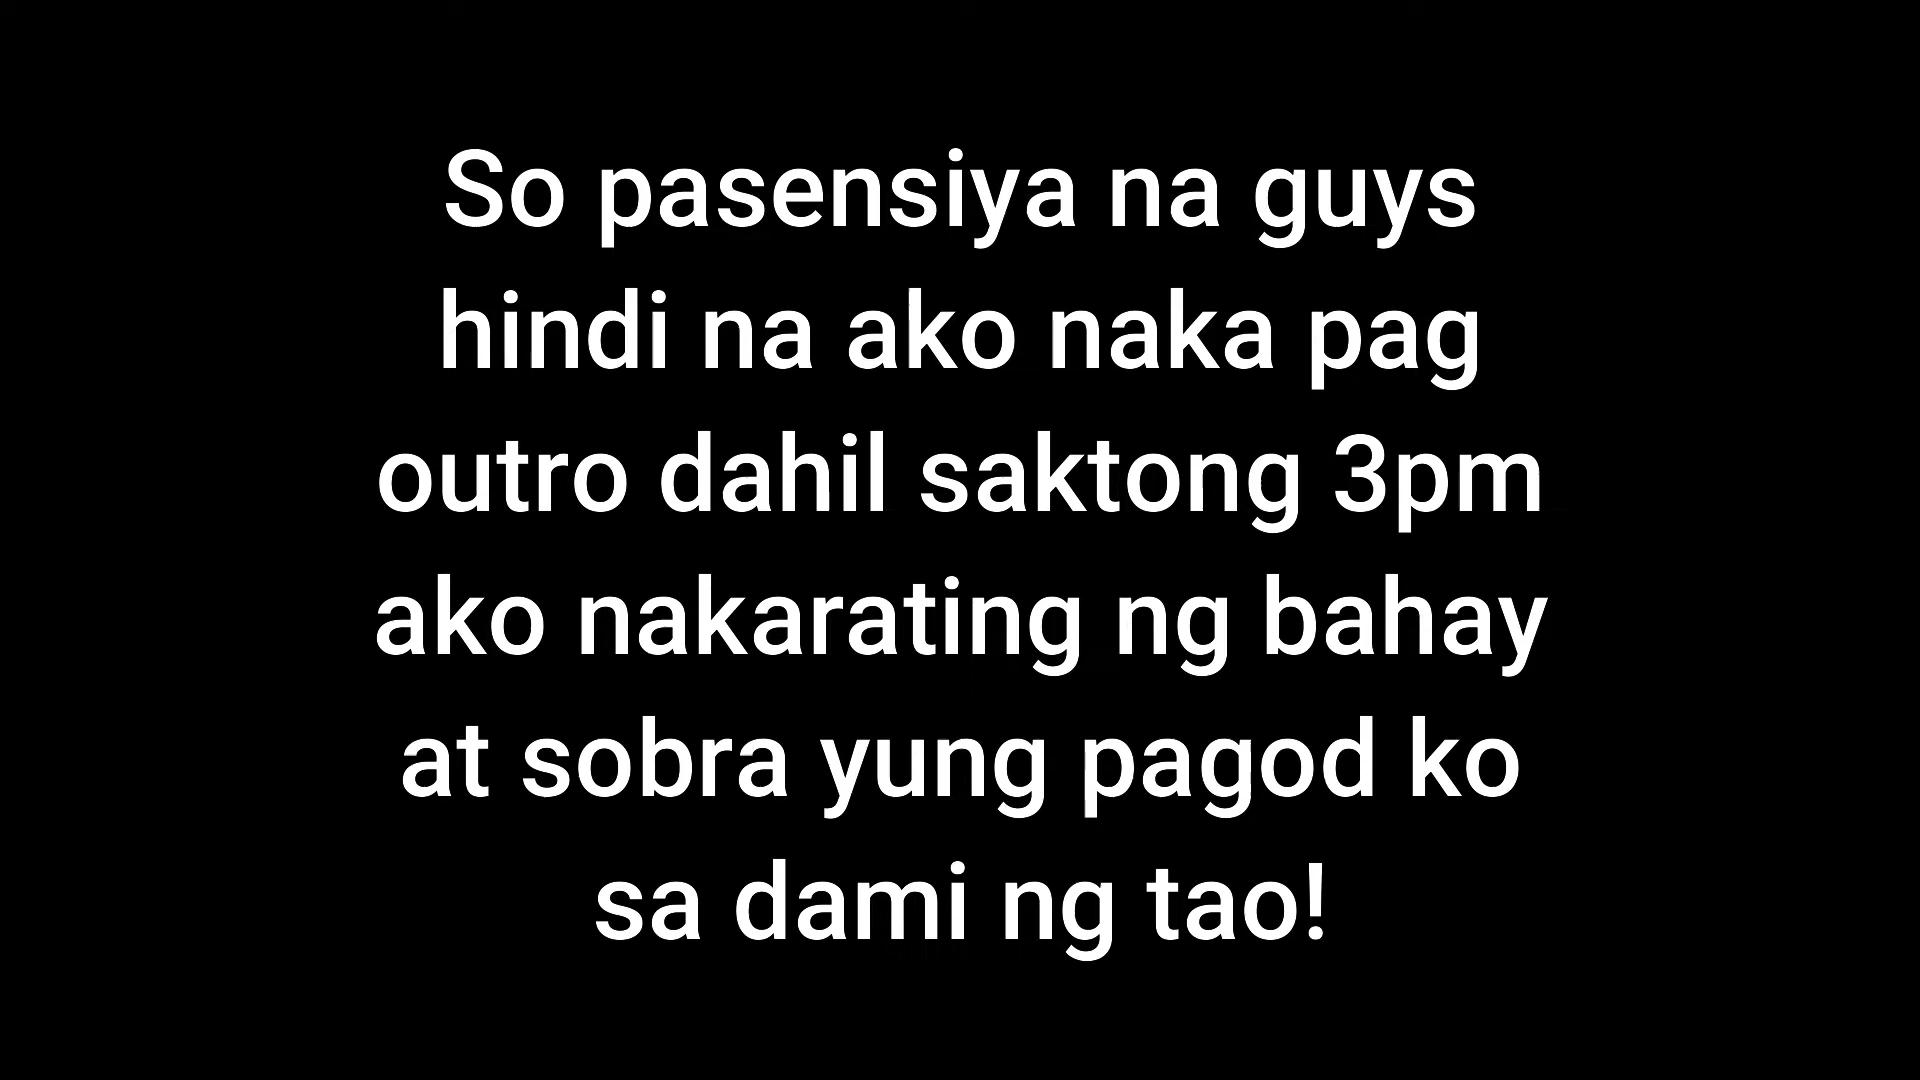 So pasensiya na guys
hindi na ako naka pag
outro dahil saktong 3pm
ako nakarating ng bahay
at sobra yung pagod ko
sa dami ng tao!